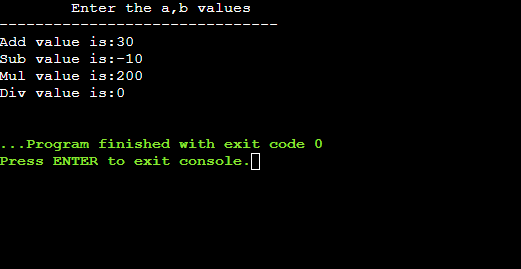 Enter the a,b values
-------------------------------
Add value is:30
Sub value is:-10
Mul value is:200
Div value is:0
...Program finished with exit code 0
Press ENTER to exit console.